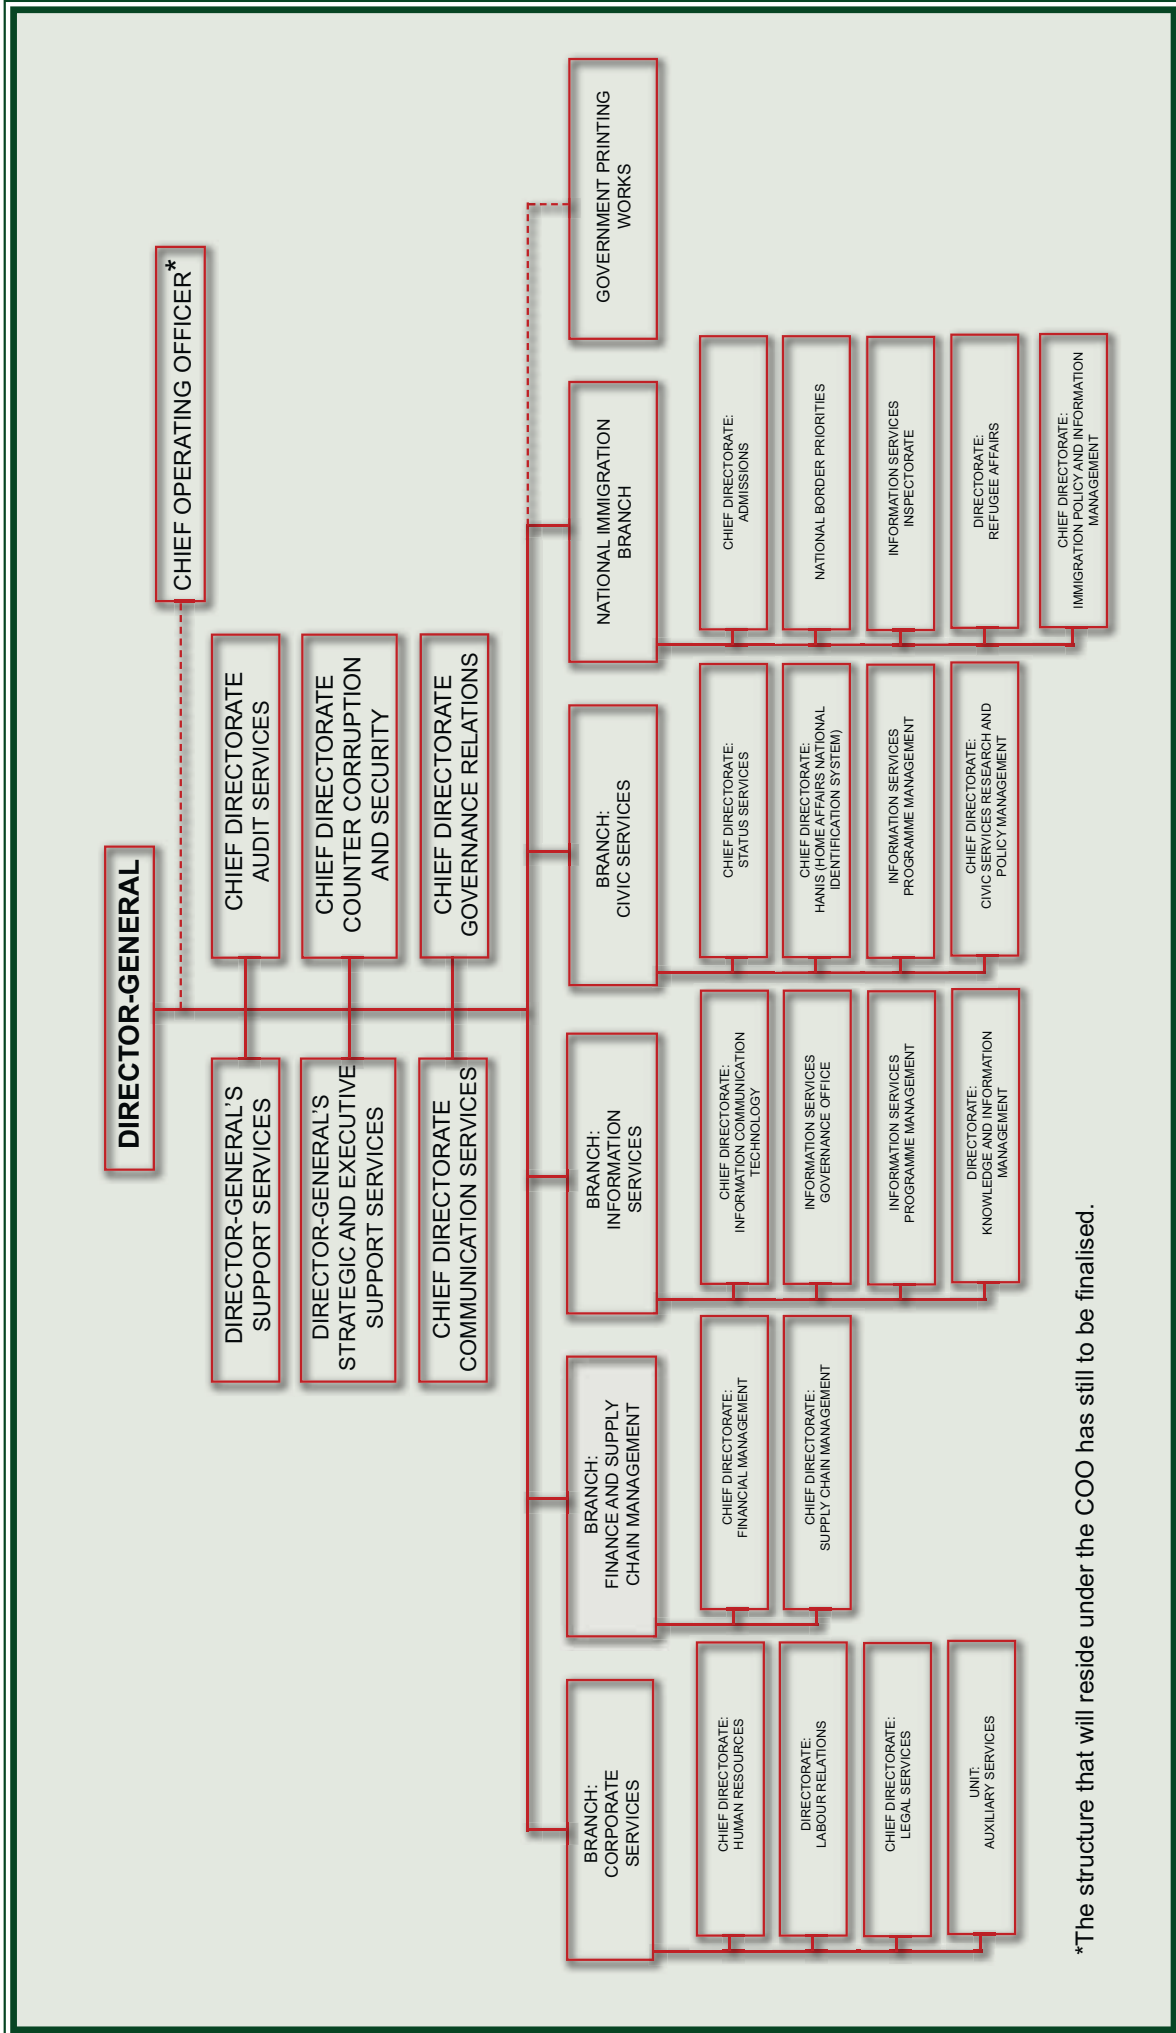 DIRECTOR-GENERAL
CHIEF OPERATING OFFICER*
DIRECTOR-GENERAL'S
SUPPORT SERVICES
CHIEF DIRECTORATE
AUDIT SERVICES
DIRECTOR-GENERAL'S
STRATEGIC AND EXECUTIVE
SUPPORT SERVICES
CHIEF DIRECTORATE
COUNTER CORRUPTION
AND SECURITY
CHIEF DIRECTORATE
COMMUNICATION SERVICES
CHIEF DIRECTORATE
GOVERNANCE RELATIONS
BRANCH:
CORPORATE
SERVICES
CHIEF DIRECTORATE:
HUMAN RESOURCES
DIRECTORATE:
LABOUR RELATIONS
CHIEF DIRECTORATE:
LEGAL SERVICES
UNIT:
AUXILIARY SERVICES
BRANCH:
FINANCE AND SUPPLY
CHAIN MANAGEMENT
CHIEF DIRECTORATE:
FINANCIAL MANAGEMENT
CHIEF DIRECTORATE:
SUPPLY CHAIN MANAGEMENT
BRANCH:
INFORMATION
SERVICES
CHIEF DIRECTORATE:
INFORMATION COMMUNICATION
TECHNOLOGY
INFORMATION SERVICES
GOVERNANCE OFFICE
INFORMATION SERVICES
PROGRAMME MANAGEMENT
DIRECTORATE:
KNOWLEDGE AND INFORMATION
MANAGEMENT
BRANCH:
CIVIC SERVICES
CHIEF DIRECTORATE:
STATUS SERVICES
CHIEF DIRECTORATE:
HANIS (HOME AFFAIRS NATIONAL
IDENTIFICATION SYSTEM)
INFORMATION SERVICES
PROGRAMME MANAGEMENT
CHIEF DIRECTORATE:
CIVIC SERVICES RESEARCH AND
POLICY MANAGEMENT
NATIONAL IMMIGRATION
BRANCH
CHIEF DIRECTORATE:
ADMISSIONS
NATIONAL BORDER PRIORITIES
INFORMATION SERVICES
INSPECTORATE
DIRECTORATE:
REFUGEE AFFAIRS
CHIEF DIRECTORATE:
IMMIGRATION POLICY AND INFORMATION
MANAGEMENT
GOVERNMENT PRINTING
WORKS
*The structure that will reside under the COO has still to be finalised.